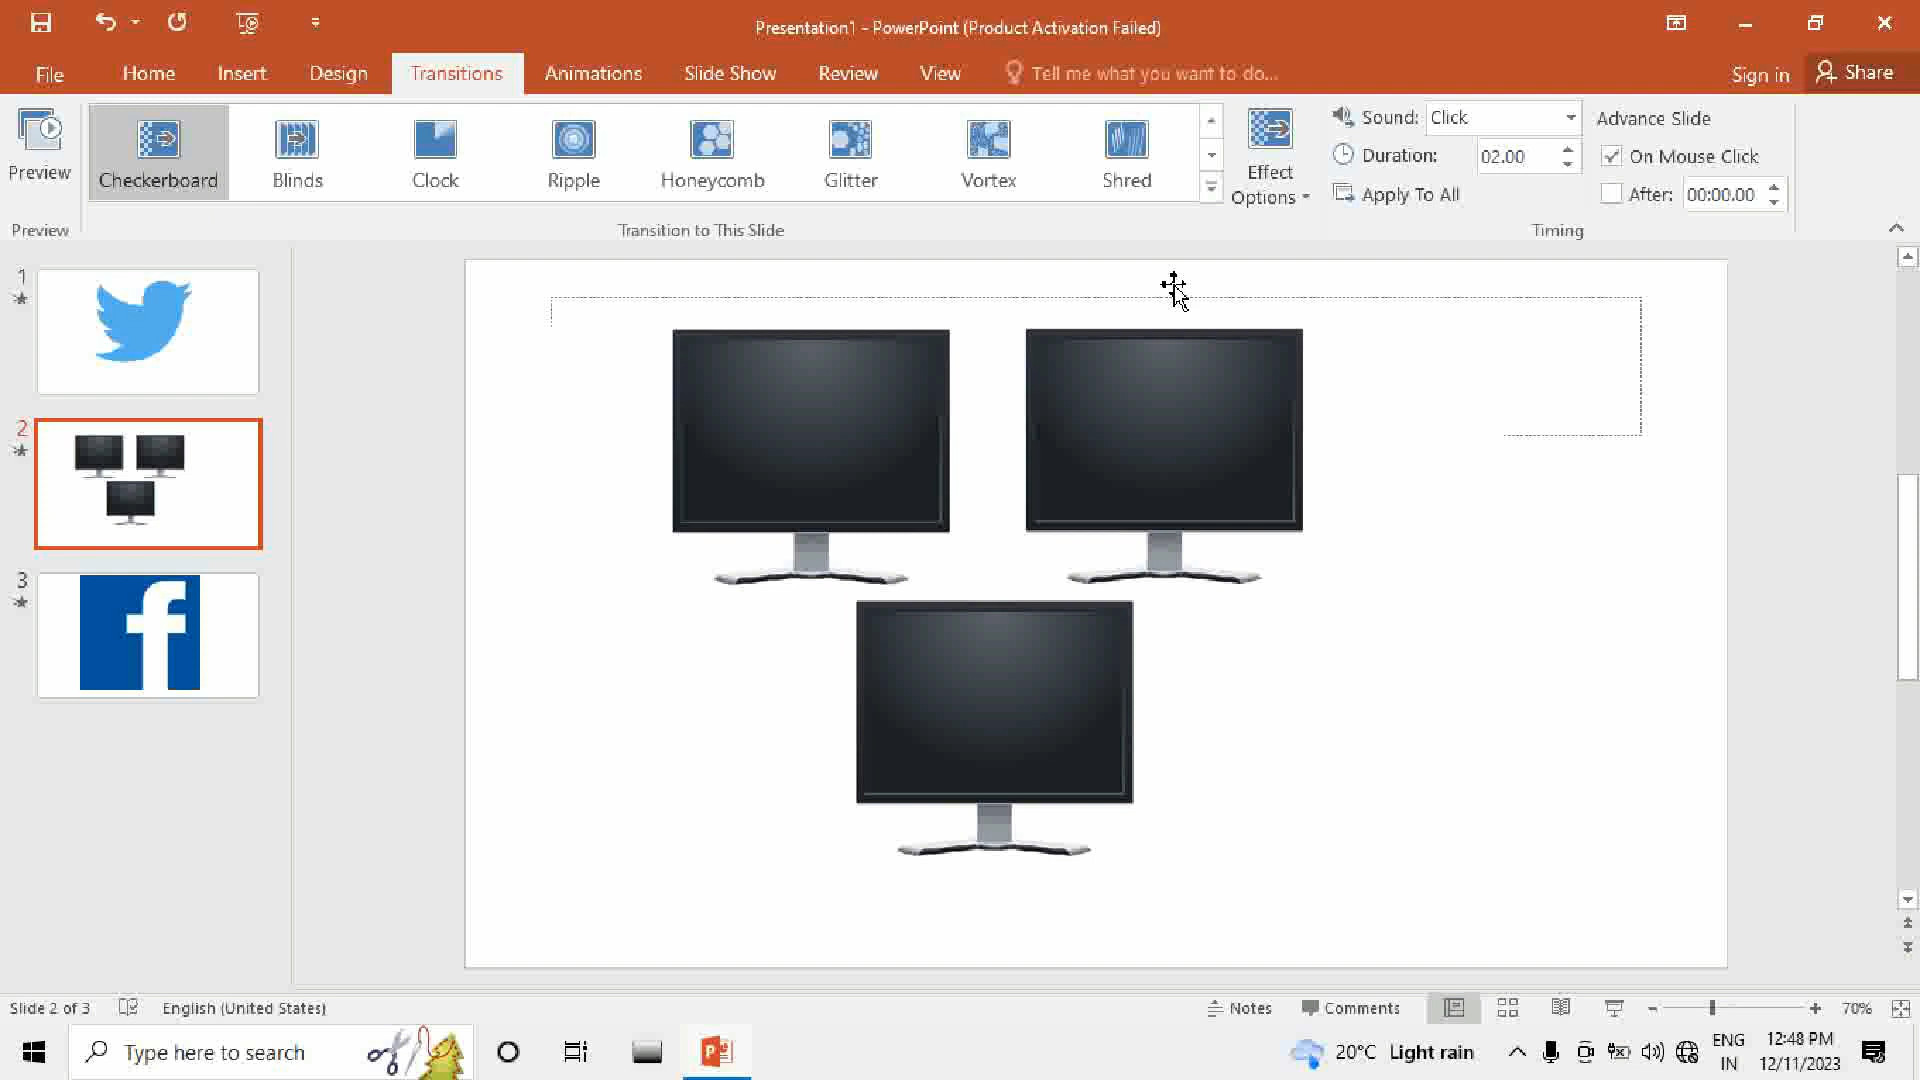 Presentation1 - PowerPoint (Product Activation Failed)
File Home Insert Design Transitions Animations Slide Show Review View Tell me what you want to do... Sign in Share
Preview
Checkerboard Blinds Clock Ripple Honeycomb Glitter Vortex Shred
Effect Options
Sound: Click
Duration: 02.00
Apply To All
Advance Slide
On Mouse Click
After: 00:00.00
Preview Transition to This Slide Timing
1
2
3
f
Slide 2 of 3 English (United States) Notes Comments 70%
Type here to search
20°C Light rain
ENG
IN
12:48 PM
12/11/2023